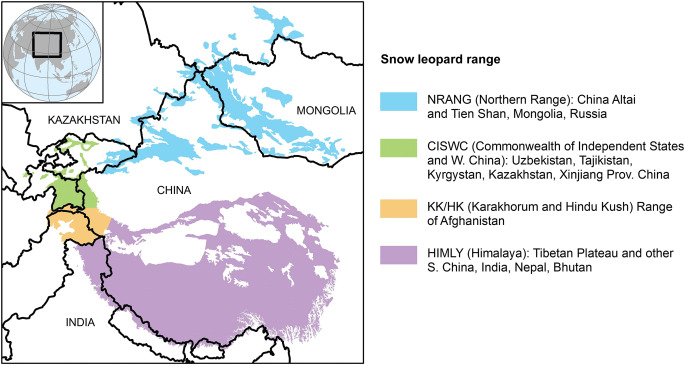 Snow leopard range
KAZAKHSTAN
MONGOLIA
CHINA
INDIA
NRANG (Northern Range): China Altai
and Tien Shan, Mongolia, Russia
CISWC (Commonwealth of Independent States
and W. China): Uzbekistan, Tajikistan,
Kyrgystan, Kazakhstan, Xinjiang Prov. China
KK/HK (Karakhorum and Hindu Kush) Range
of Afghanistan
HIMLY (Himalaya): Tibetan Plateau and other
S. China, India, Nepal, Bhutan